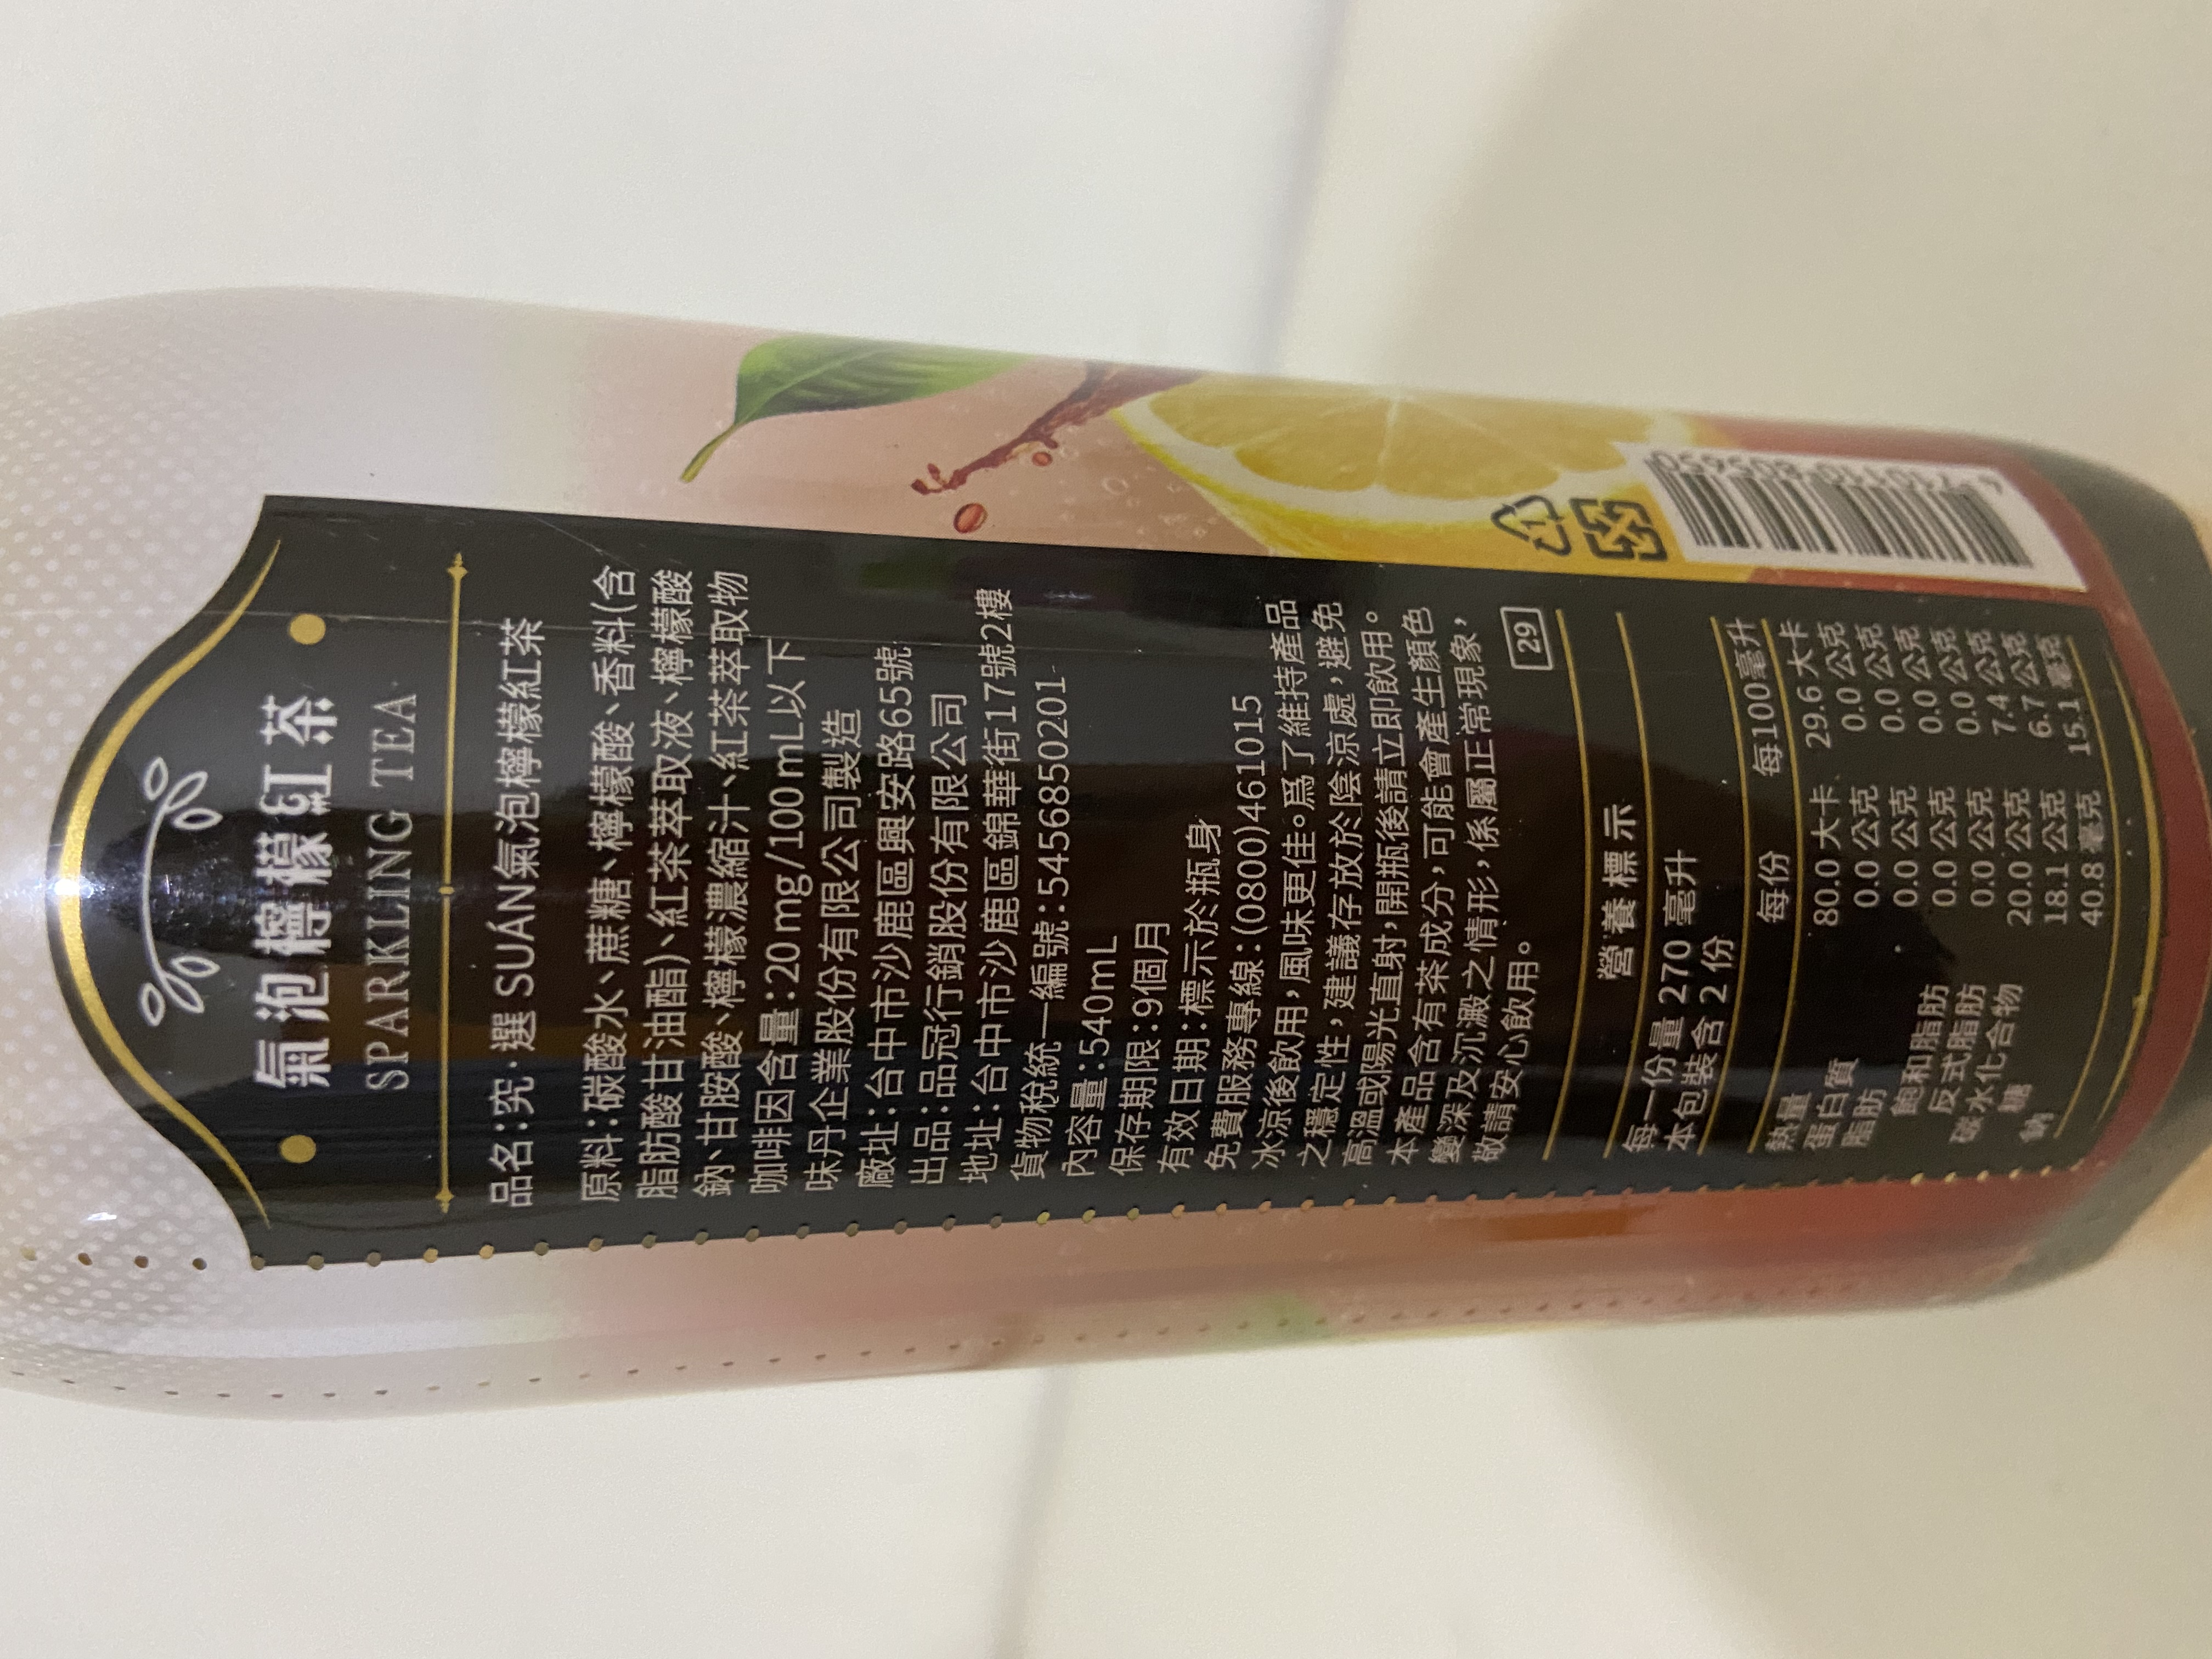 氣泡檸檬紅茶
SPARKLING TEA
品名:究·選 SUÁN氣泡檸檬紅茶
原料:碳酸水、蔗糖、檸檬酸、香料(含
脂肪酸甘油酯)、紅茶萃取液、檸檬酸
鈉、甘胺酸、檸檬濃縮汁、紅茶萃取物
咖啡因含量:20mg/100mL以下
味丹企業股份有限公司製造
廠址:台中市沙鹿區興安路65號
出品:品冠行銷股份有限公司
地址:台中市沙鹿區錦華街17號2樓
貨物稅統一編號:5456850201
內容量:540mL
保存期限:9個月
有效日期:標示於瓶身
免費服務專線:(0800)461015
冰涼後飲用,風味更佳。爲了維持產品
之穩定性,建議存放於陰涼處,避免
高溫或陽光直射,開瓶後請立即飲用。
本產品含有茶成分,可能會產生顏色
變深及沉澱之情形,係屬正常現象,
敬請安心飲用。
29
營養標示
每一份量 270 毫升
本包裝含 2 份
每份 每100毫升
熱量 80.0 大卡 29.6 大卡
蛋白質 0.0 公克 0.0 公克
脂肪 0.0 公克 0.0 公克
飽和脂肪 0.0 公克 0.0 公克
反式脂肪 0.0 公克 0.0 公克
碳水化合物 20.0 公克 7.4 公克
糖 18.1 公克 6.7 公克
鈉 40.8 毫克 15.1 毫克
1